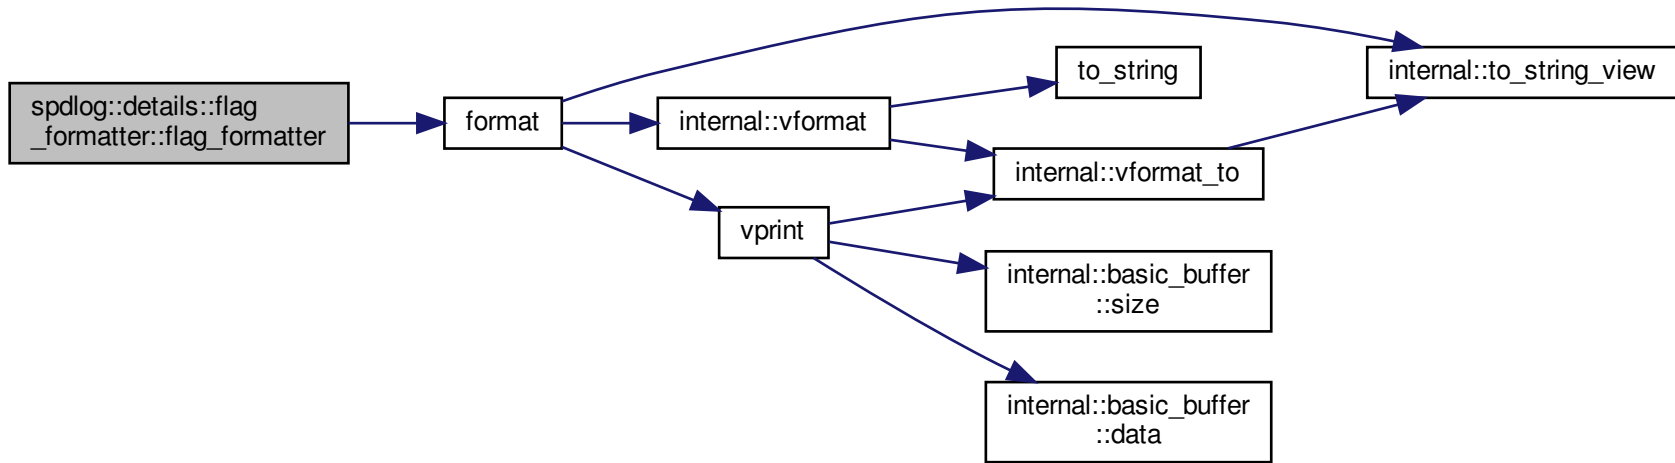 spdlog::details::flag
_formatter::flag_formatter
format
internal::vformat
vprint
to_string
internal::vformat_to
internal::basic_buffer
::size
internal::basic_buffer
::data
internal::to_string_view